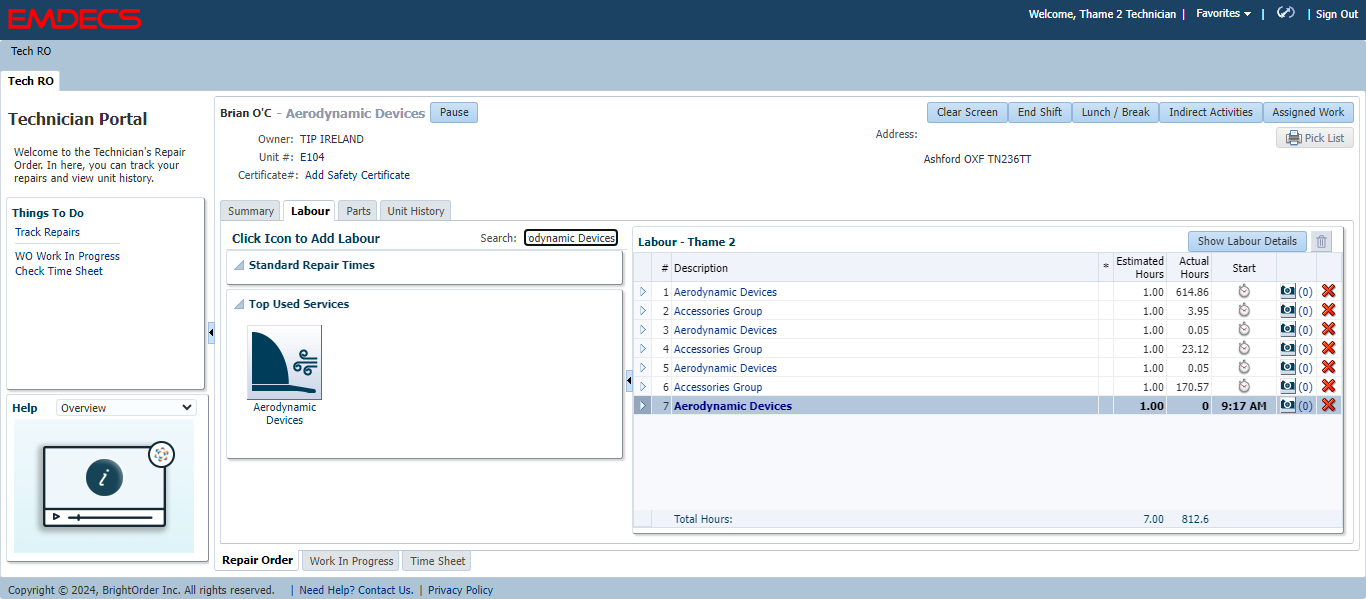 EMDECS
Welcome, Thame 2 Technician | Favorites | | Sign Out
Tech RO
Tech RO
Technician Portal
Welcome to the Technician's Repair
Order. In here, you can track your
repairs and view unit history.
Things To Do
Track Repairs
WO Work In Progress
Check Time Sheet
Help Overview
i
Brian O'C - Aerodynamic Devices Pause
Clear Screen End Shift Lunch / Break Indirect Activities Assigned Work
Owner: TIP IRELAND
Unit #: E104
Certificate#: Add Safety Certificate
Address:
Pick List
Ashford OXF TN236TT
Summary Labour Parts Unit History
Click Icon to Add Labour Search: odynamic Devices
Standard Repair Times
Top Used Services
Aerodynamic
Devices
Labour - Thame 2 Show Labour Details
# Description * Estimated Hours Actual Hours Start
1 Aerodynamic Devices 1.00 614.86 (0)
2 Accessories Group 1.00 3.95 (0)
3 Aerodynamic Devices 1.00 0.05 (0)
4 Accessories Group 1.00 23.12 (0)
5 Aerodynamic Devices 1.00 0.05 (0)
6 Accessories Group 1.00 170.57 (0)
7 Aerodynamic Devices 1.00 0 9:17 AM (0)
Total Hours: 7.00 812.6
Repair Order Work In Progress Time Sheet
Copyright © 2024, BrightOrder Inc. All rights reserved. | Need Help? Contact Us. | Privacy Policy